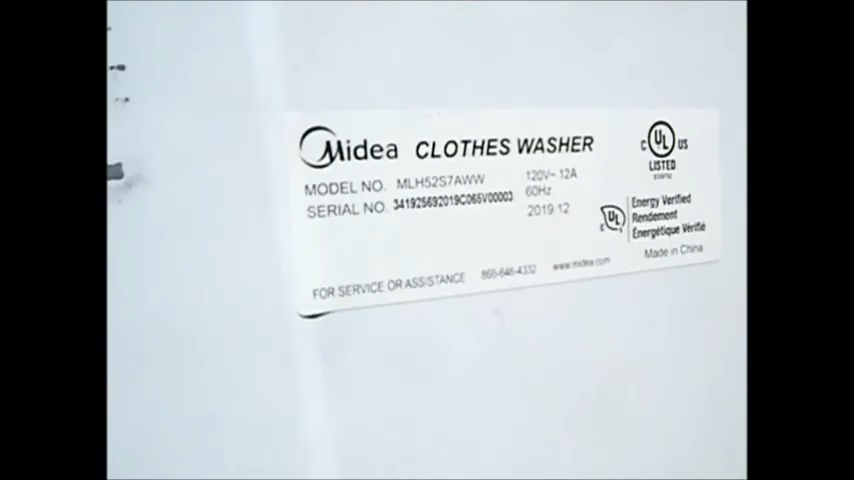 Midea CLOTHES WASHER
MODEL NO. MLH52S7AWW
SERIAL NO. 341925692019C065V00003
120V~ 12A
60Hz
2019 12
C UL US
LISTED
UL
Energy Verified
Rendement
Énergétique Vérifié
FOR SERVICE OR ASSISTANCE 866-646-4332 www.midea.com
Made in China